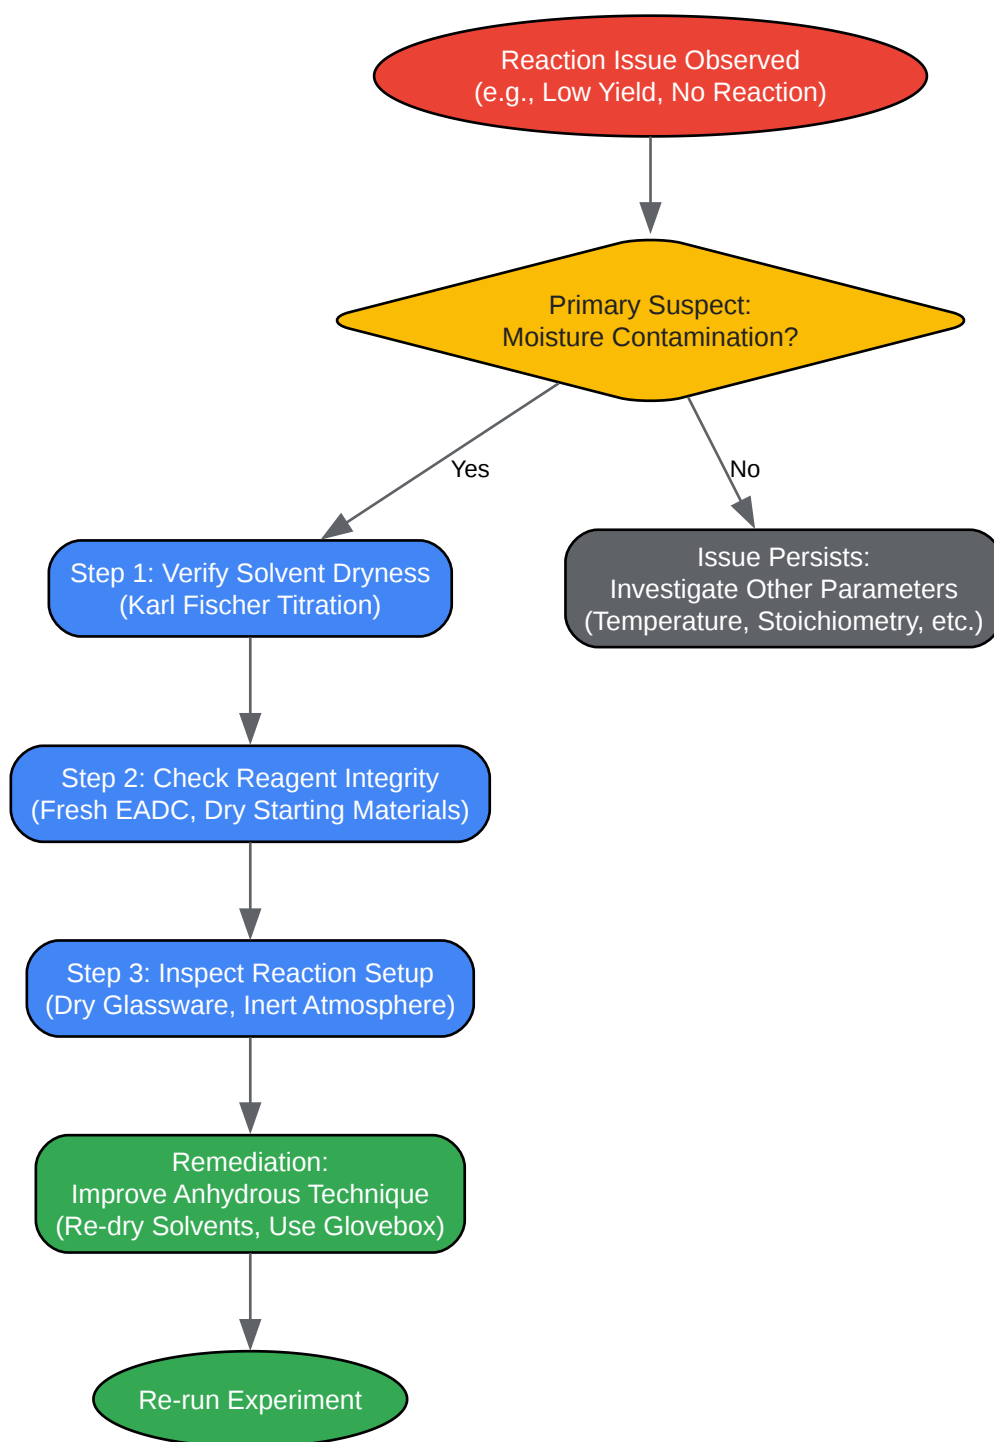 Reaction Issue Observed
(e.g., Low Yield, No Reaction)
Primary Suspect:
Moisture Contamination?
Yes
No
Step 1: Verify Solvent Dryness
(Karl Fischer Titration)
Issue Persists:
Investigate Other Parameters
(Temperature, Stoichiometry, etc.)
Step 2: Check Reagent Integrity
(Fresh EADC, Dry Starting Materials)
Step 3: Inspect Reaction Setup
(Dry Glassware, Inert Atmosphere)
Remediation:
Improve Anhydrous Technique
(Re-dry Solvents, Use Glovebox)
Re-run Experiment